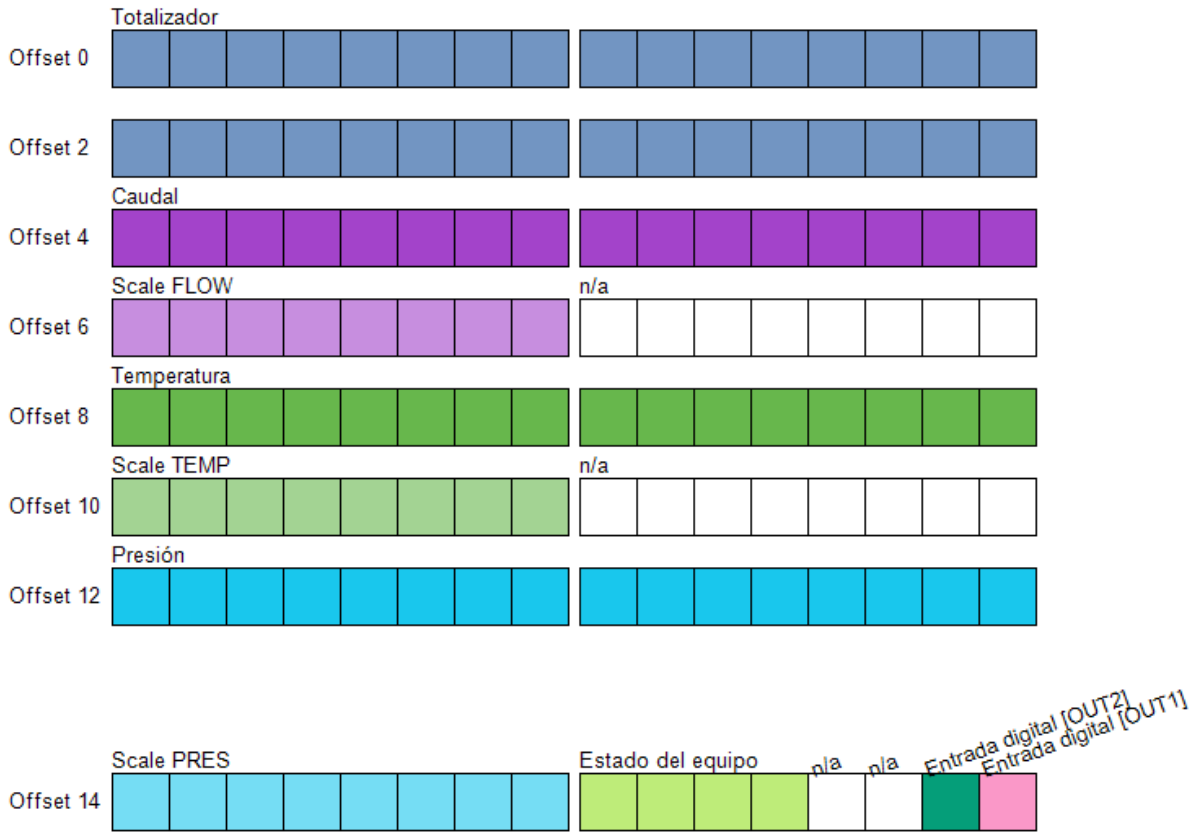 Totalizador
Offset 0
Offset 2
Caudal
Offset 4
Scale FLOW n/a
Offset 6
Temperatura
Offset 8
Scale TEMP n/a
Offset 10
Presión
Offset 12
Scale PRES Estado del equipo n/a n/a Entrada digital [OUT2] Entrada digital [OUT1]
Offset 14